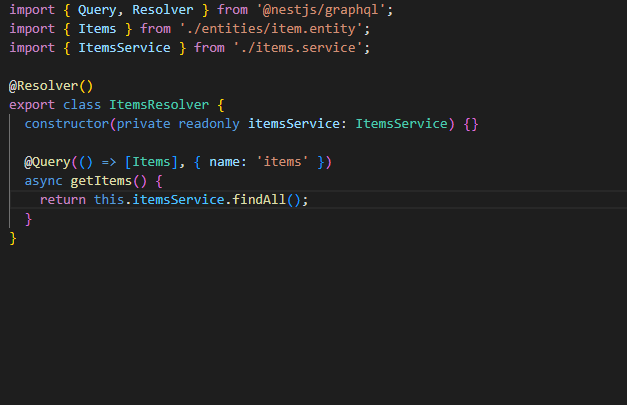 import { Query, Resolver } from '@nestjs/graphql';
import { Items } from './entities/item.entity';
import { ItemsService } from './items.service';
@Resolver()
export class ItemsResolver {
constructor(private readonly itemsService: ItemsService) {}
@Query(() => [Items], { name: 'items' })
async getItems() {
return this.itemsService.findAll();
}
}